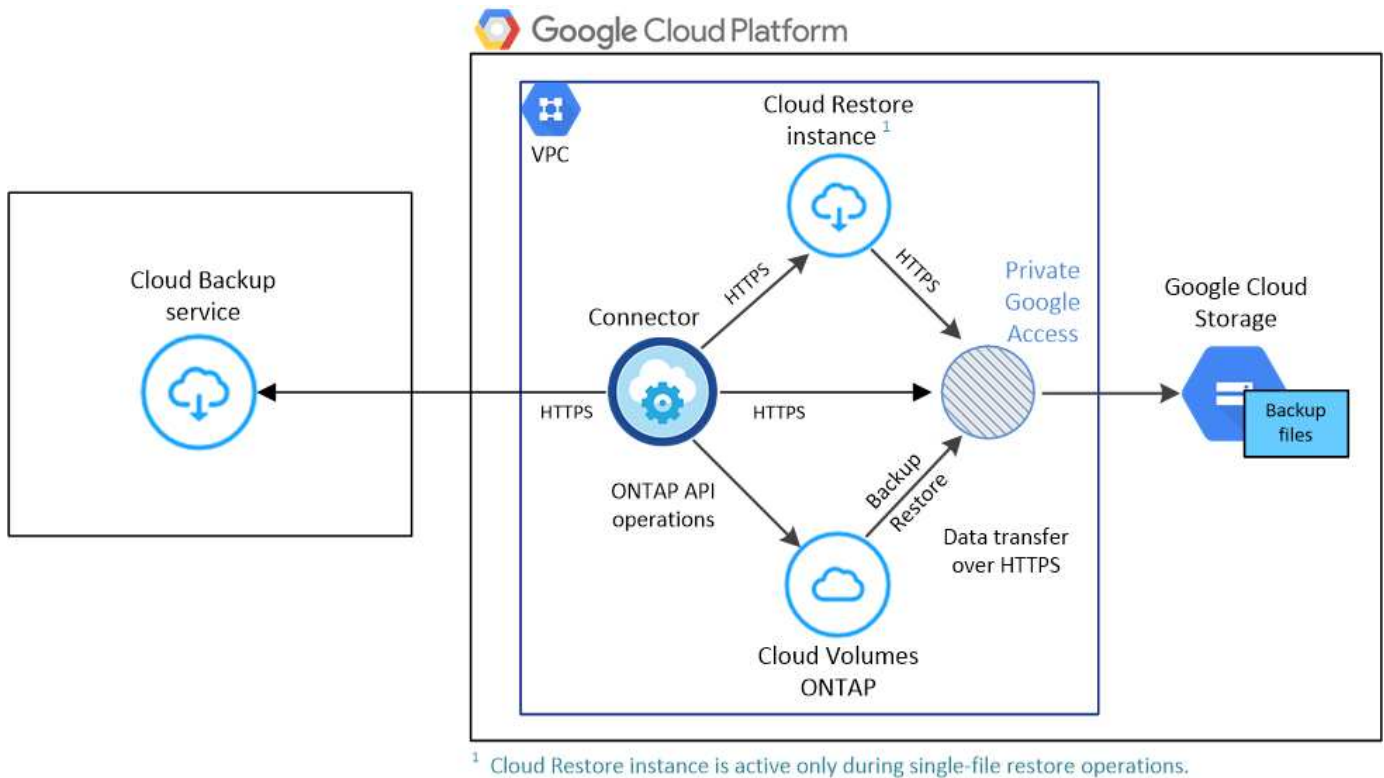 Google Cloud Platform
VPC
Cloud Restore
instance 1
Cloud Backup
service
HTTPS
HTTPS
Private
Google
Access
Google Cloud
Storage
Connector
HTTPS
HTTPS
Backup
files
ONTAP API
operations
Backup
Restore
Data transfer
over HTTPS
Cloud Volumes
ONTAP
1 Cloud Restore instance is active only during single-file restore operations.